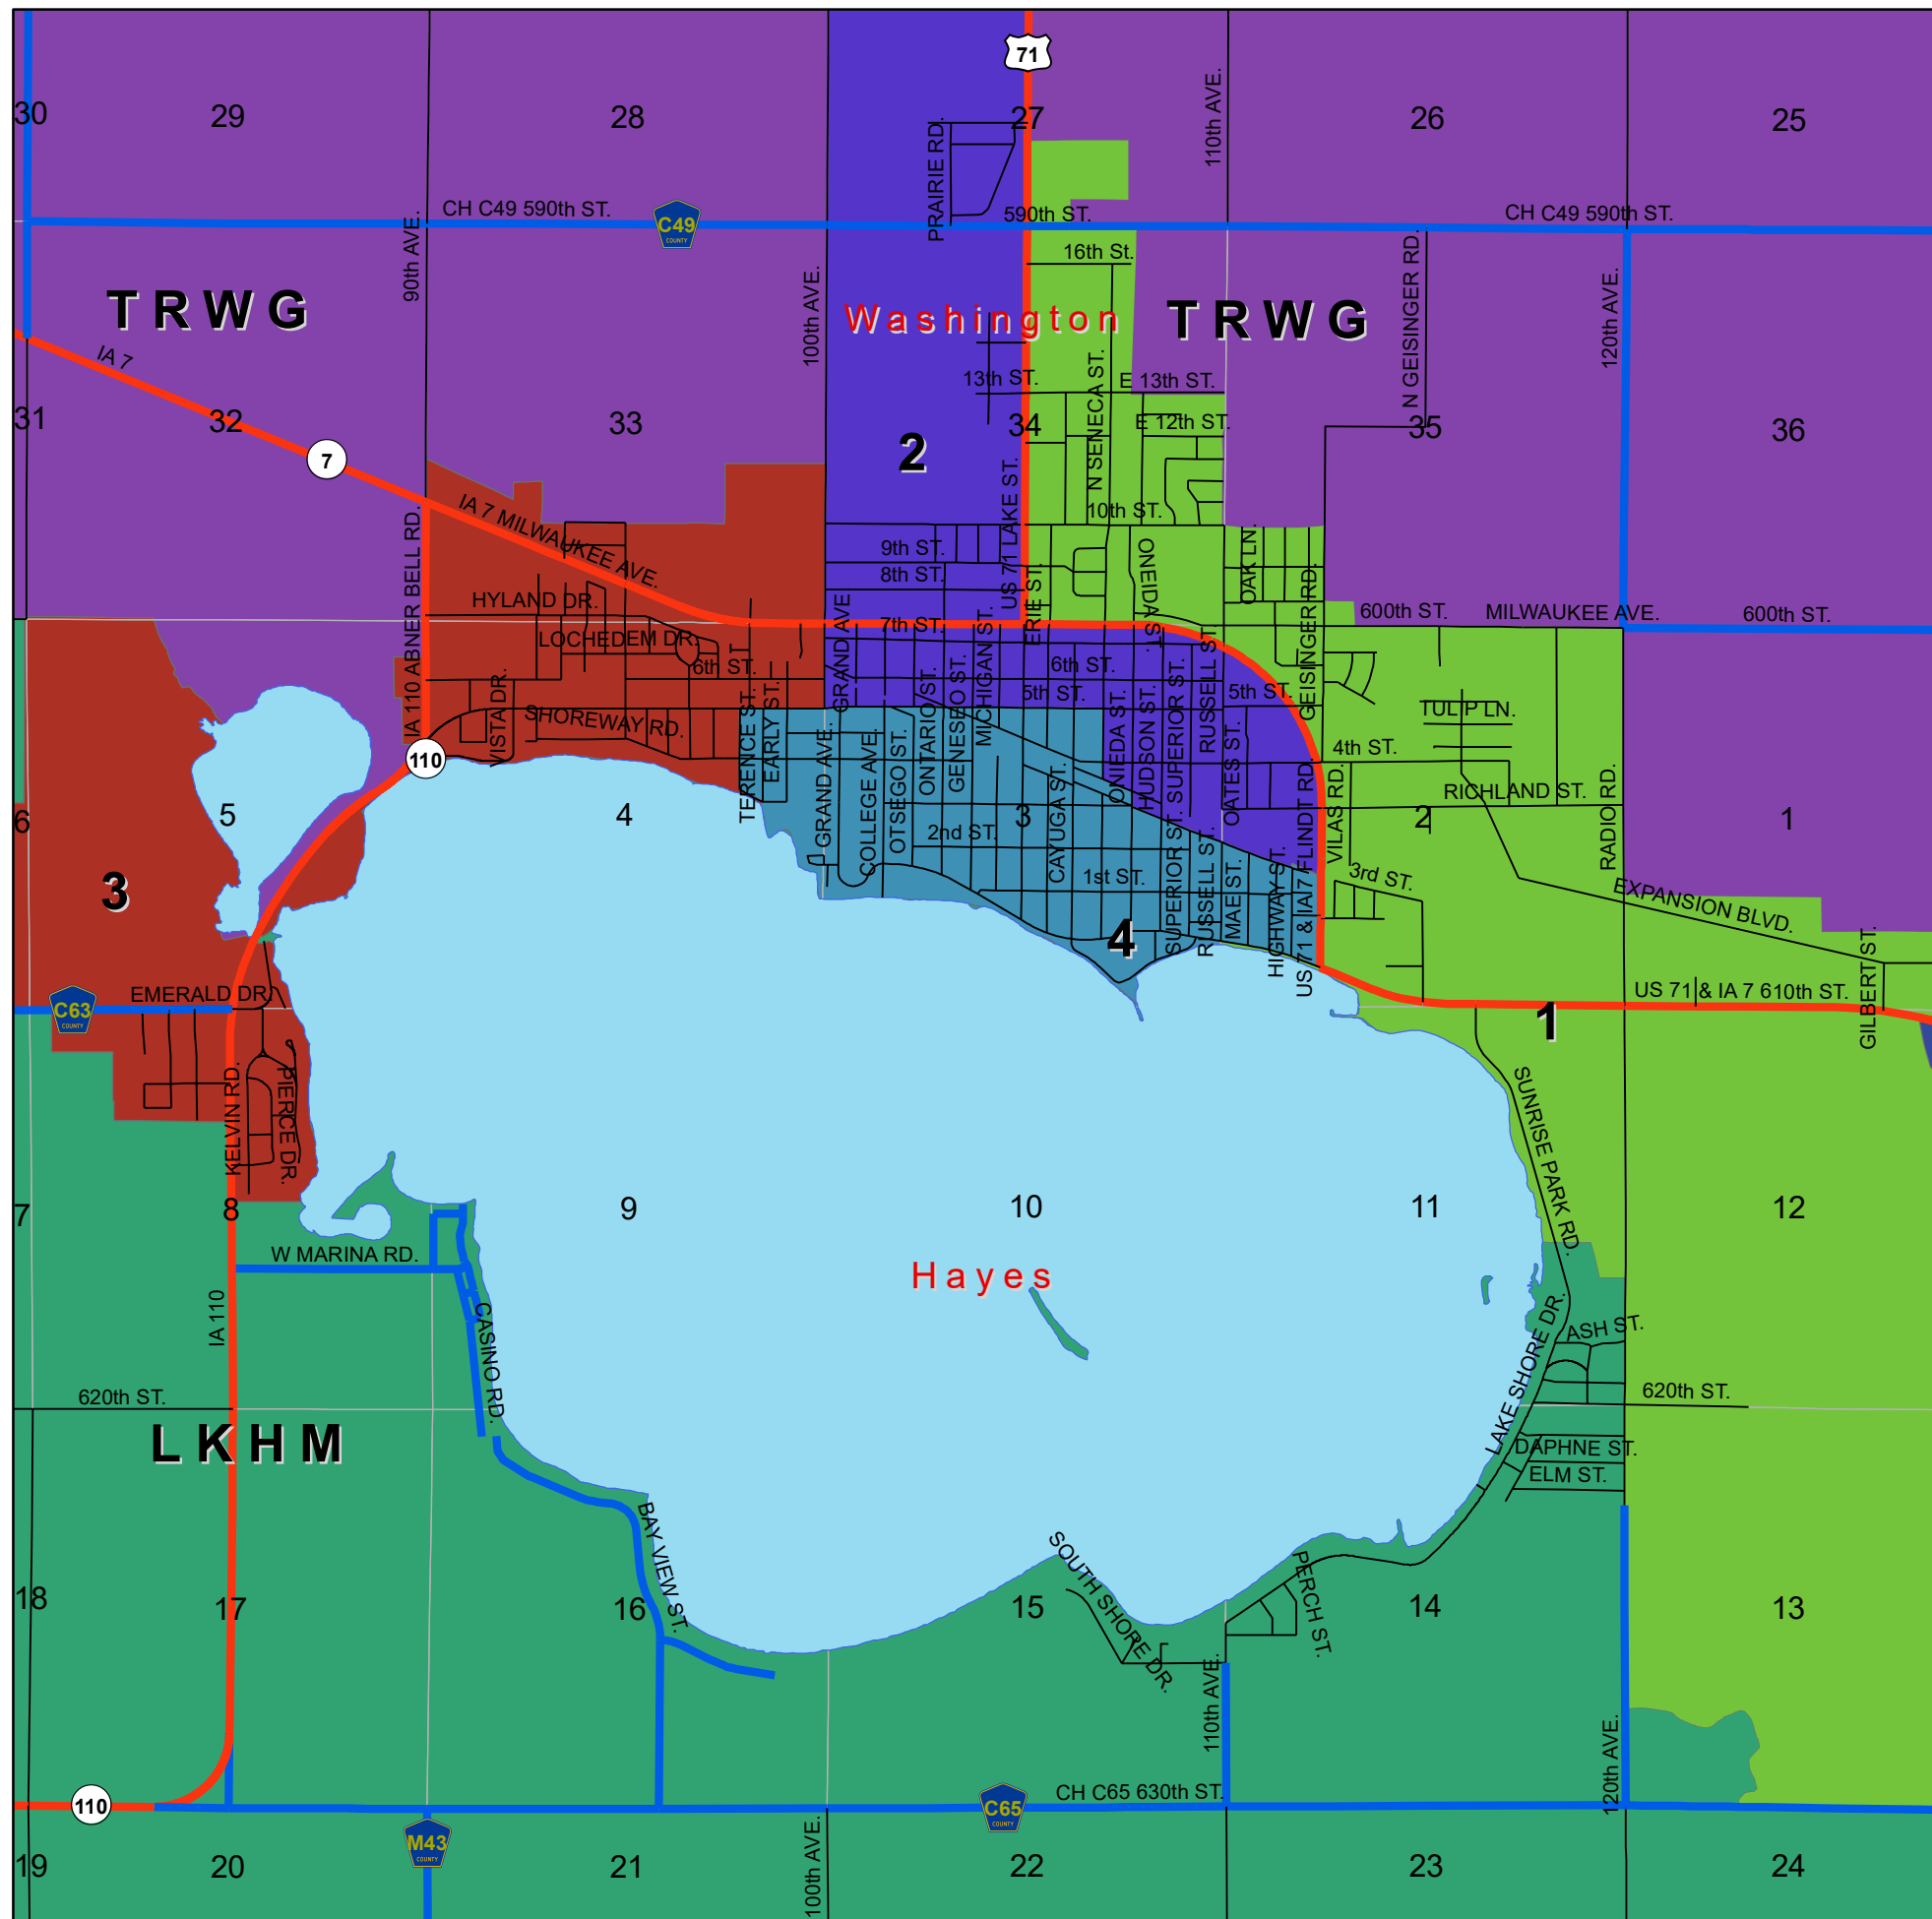 71
30
29
28
27
110th AVE.
26
25
PRAIRIE RD.
CH C49 590th ST.
C49
COUNTY
590th ST.
CH C49 590th ST.
90th AVE.
16th St.
N GEISINGER RD.
100th AVE.
120th AVE.
TRWG
Washington
TRWG
IA 7
13th ST.
E 13th ST.
N SENECA ST.
31
32
33
2
34
E 12th ST.
35
36
7
IA 7 MILWAUKEE AVE.
US 71 LAKE ST.
10th ST.
IA 110 ABNER BELL RD.
9th ST.
8th ST.
ONEIDA ST.
OAK LN.
GEISINGER RD.
ERIE ST.
HYLAND DR.
GRAND AVE
7th ST.
600th ST.
MILWAUKEE AVE.
600th ST.
LOCHEDEM DR.
6th ST.
6th ST.
5th ST.
5th ST.
MICHIGAN ST.
RUSSELL ST.
VISTA DR.
SHOREWAY RD.
TERENCE ST.
EARLY ST.
GRAND AVE.
COLLEGE AVE.
OTSEGO ST.
ONTARIO ST.
GENESEO ST.
CAYUGA ST.
ONIEDA ST.
HUDSON ST.
SUPERIOR ST.
OATES ST.
TULIP LN.
4th ST.
110
RICHLAND ST.
VILAS RD.
RADIO RD.
6
5
4
3
2
1
2nd ST.
1st ST.
3rd ST.
SUPERIOR ST.
RUSSELL ST.
MAE ST.
HIGHWAY ST.
US 71 & IA 7 FLINDT RD.
EXPANSION BLVD.
3
4
C63
COUNTY
EMERALD DR.
US 71 & IA 7 610th ST.
GILBERT ST.
1
KELVIN RD.
PIERCE DR.
SUNRISE PARK RD.
7
8
9
10
11
12
W MARINA RD.
Hayes
IA 110
CASINO RD.
LAKE SHORE DR.
ASH ST.
620th ST.
620th ST.
LKHM
DAPHNE ST.
ELM ST.
BAY VIEW ST.
SOUTH SHORE DR.
PERCH ST.
18
17
16
15
14
13
110th AVE.
120th AVE.
110
CH C65 630th ST.
C65
COUNTY
M43
COUNTY
100th AVE.
19
20
21
22
23
24